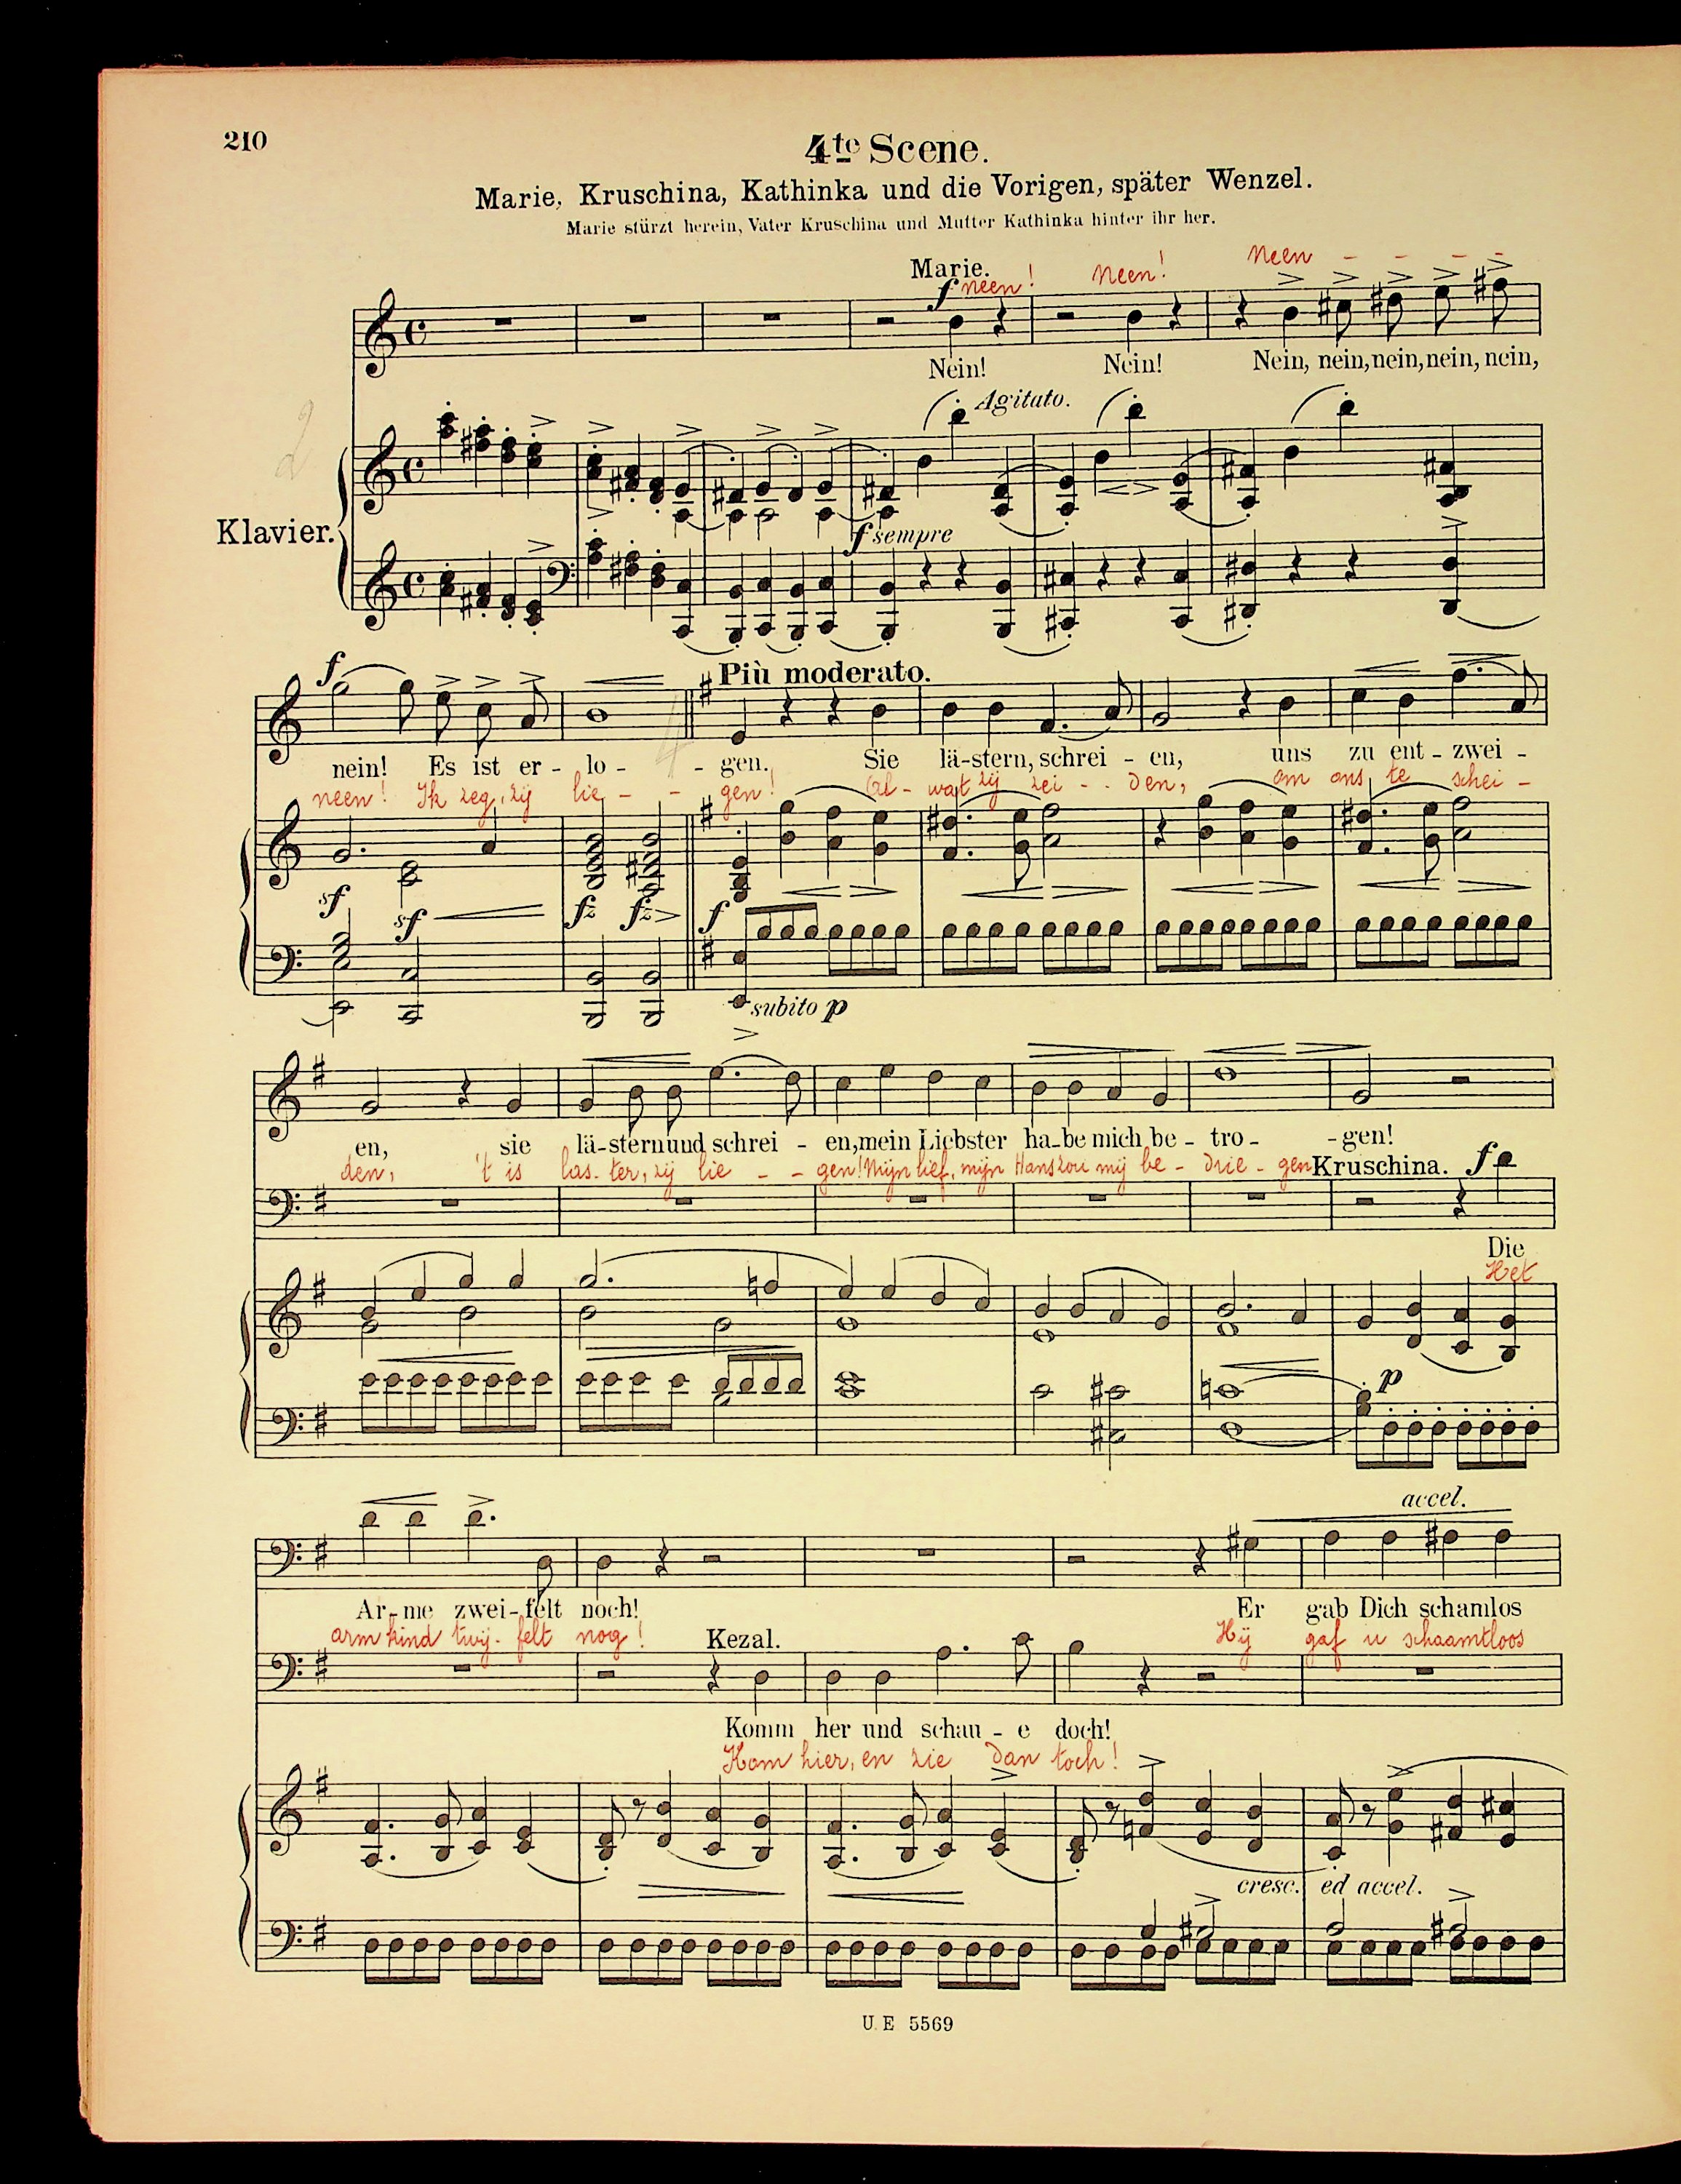 210
4te Scene.
Marie, Kruschina, Kathinka und die Vorigen, später Wenzel.
Marie stürzt herein, Vater Kruschina und Mutter Kathinka hinter ihr her.
Marie.
f neen! Neen! Neen - - - -
Nein! Nein! Nein, nein, nein, nein, nein,
Agitato.
Klavier.
f sempre
2
f
Più moderato.
nein! Es ist er - lo - - gen. Sie lä-stern, schrei - en, uns zu ent - zwei -
neen! Ik zeg, zij lie - - gen! Al - wat zij zei - - den, om ons te schei -
4
sf sf fz fz f
subito p
en, sie lä-stern und schrei - en, mein Liebster ha-be mich be - tro - - gen!
den, 't is las - ter, zij lie - - gen! Mijn lief, mijn Hans zou mij be - drie - gen
Kruschina. f
Die
Het
p
accel.
Ar-me zwei-felt noch! Er gab Dich schamlos
arm kind twij - felt nog! Hij gaf u schaamtloos
Kezal.
Komm her und schau - e doch!
Kom hier, en zie dan toch!
cresc. ed accel.
U. E 5569